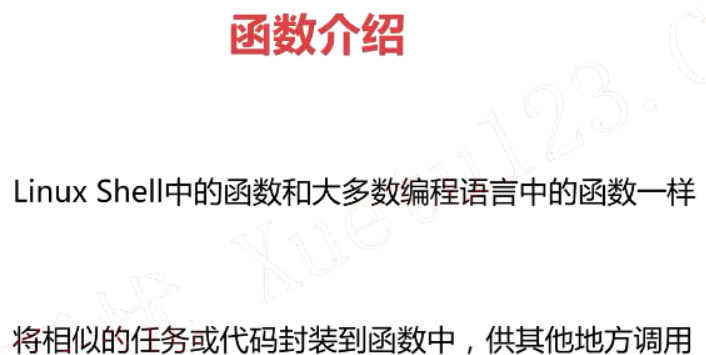 函数介绍
Linux Shell中的函数和大多数编程语言中的函数一样
将相似的任务或代码封装到函数中，供其他地方调用